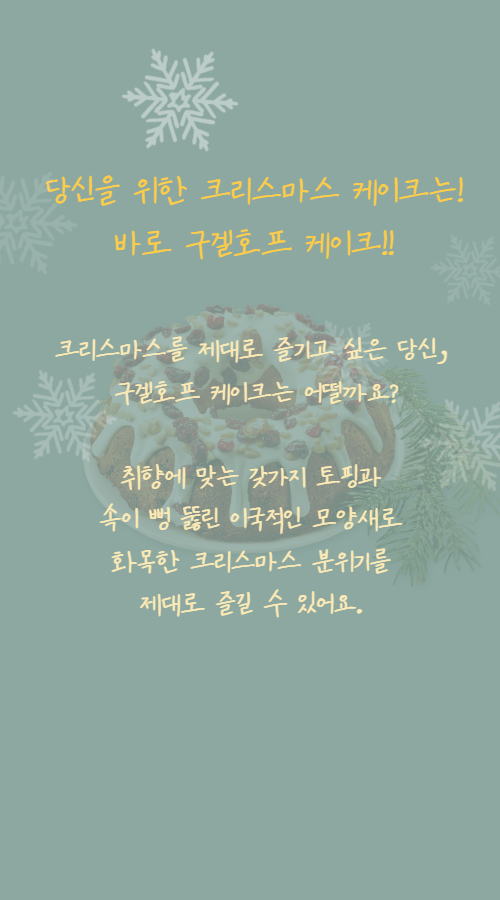 당신을 위한 크리스마스 케이크는!
바로 구겔호프 케이크!!
크리스마스를 제대로 즐기고 싶은 당신,
구겔호프 케이크는 어떨까요?
취향에 맞는 갖가지 토핑과
속이 뻥 뚫린 이국적인 모양새로
화목한 크리스마스 분위기를
제대로 즐길 수 있어요.